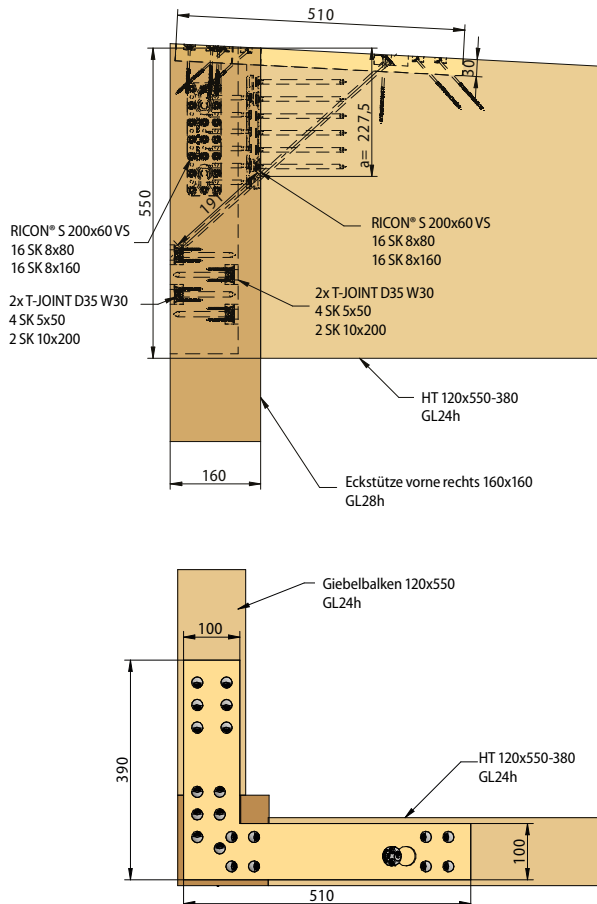 510
30
a= 227,5
550
197
RICON® S 200x60 VS
16 SK 8x80
16 SK 8x160
RICON® S 200x60 VS
16 SK 8x80
16 SK 8x160
2x T-JOINT D35 W30
4 SK 5x50
2 SK 10x200
2x T-JOINT D35 W30
4 SK 5x50
2 SK 10x200
HT 120x550-380
GL24h
160
Eckstütze vorne rechts 160x160
GL28h
Giebelbalken 120x550
GL24h
100
390
HT 120x550-380
GL24h
100
510